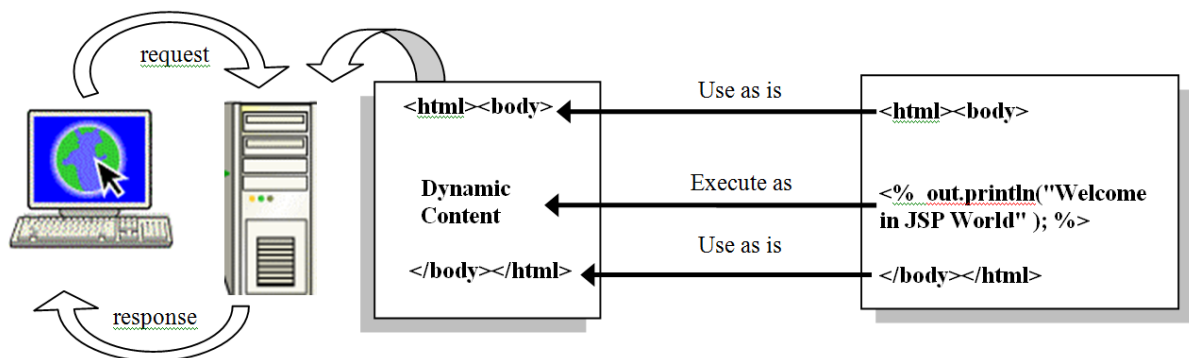 request
response
<html><body>
Dynamic
Content
</body></html>
Use as is
Execute as
Use as is
<html><body>
<% out.println("Welcome
in JSP World" ); %>
</body></html>